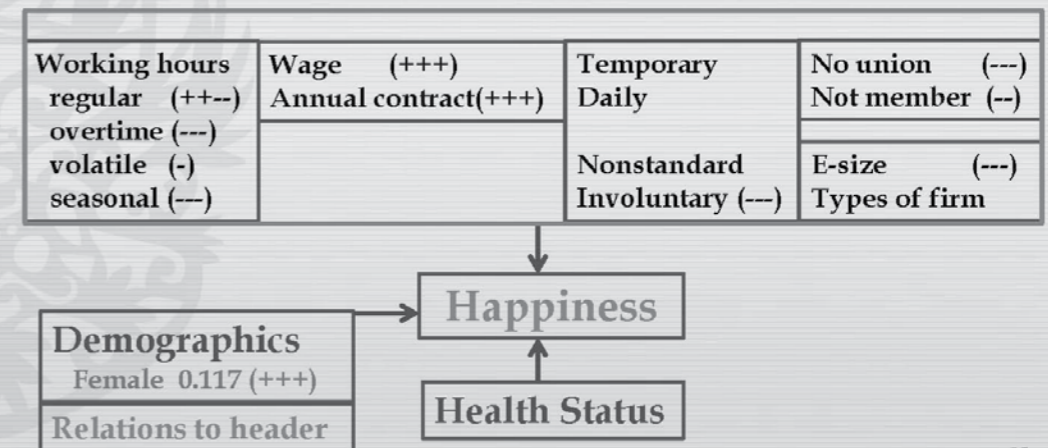 Working hours
regular (++--)
overtime (---)
volatile (-)
seasonal (---)
Wage (+++)
Annual contract(+++)
Temporary
Daily
Nonstandard
Involuntary (---)
No union (---)
Not member (--)
E-size (---)
Types of firm
Happiness
Demographics
Female 0.117 (+++)
Relations to header
Health Status